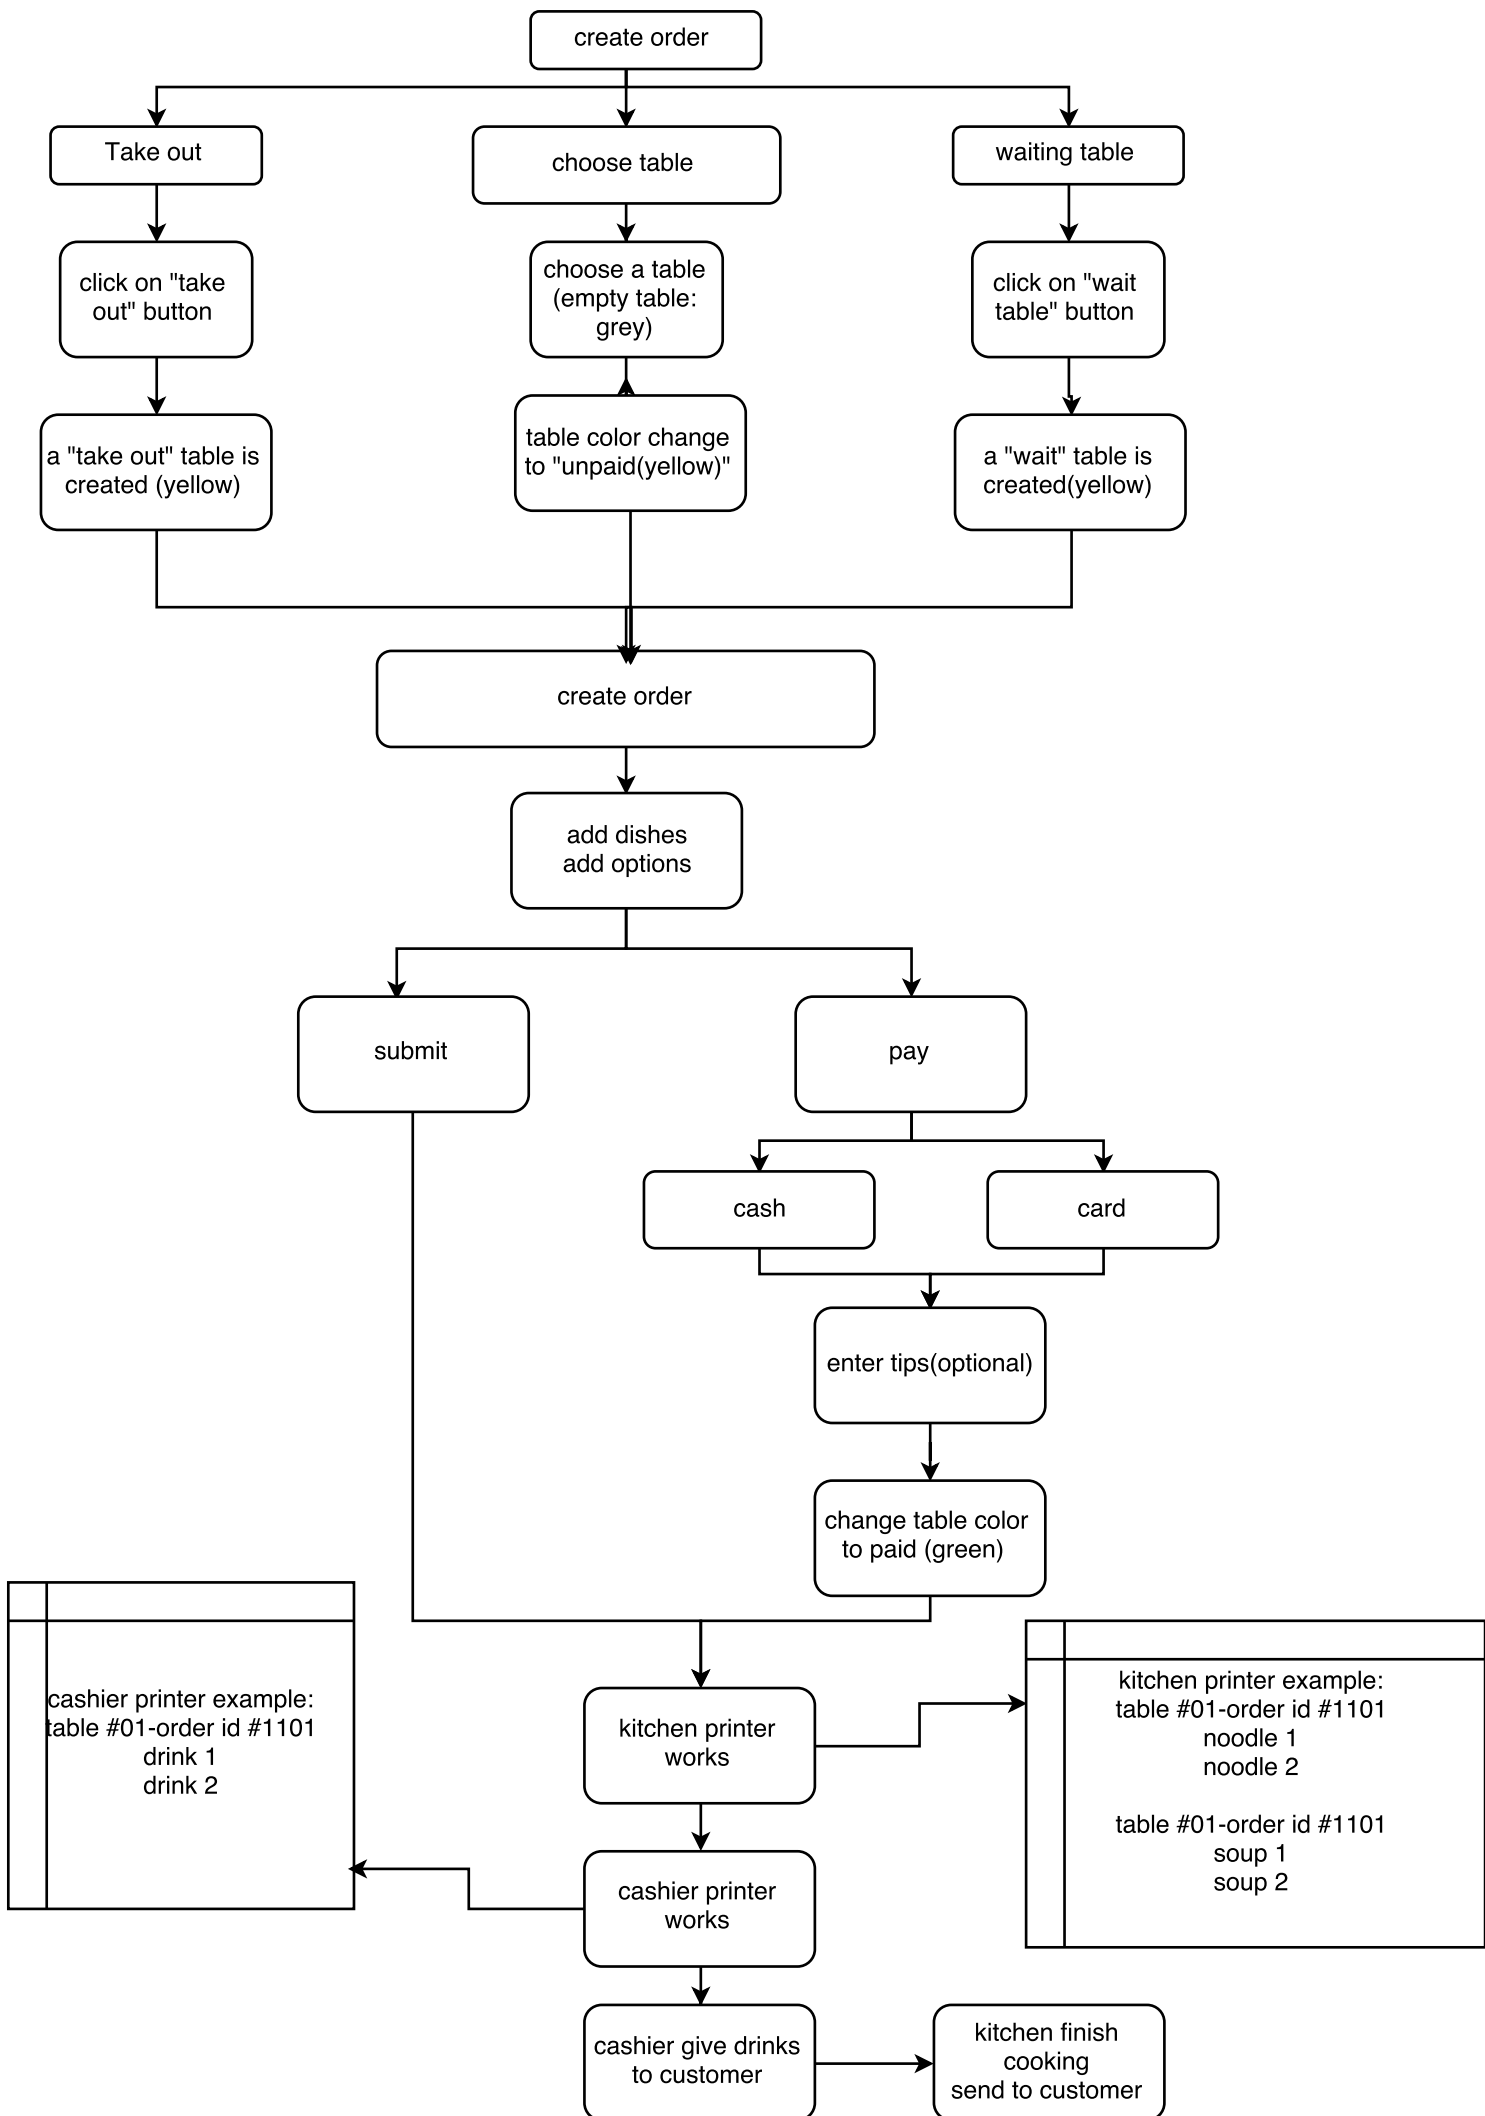 create order
Take out
choose table
waiting table
click on "take
out" button
choose a table
(empty table:
grey)
click on "wait
table" button
a "take out" table is
created (yellow)
table color change
to "unpaid(yellow)"
a "wait" table is
created(yellow)
create order
add dishes
add options
submit
pay
cash
card
enter tips(optional)
change table color
to paid (green)
cashier printer example:
table #01-order id #1101
drink 1
drink 2
kitchen printer
works
kitchen printer example:
table #01-order id #1101
noodle 1
noodle 2
table #01-order id #1101
soup 1
soup 2
cashier printer
works
cashier give drinks
to customer
kitchen finish
cooking
send to customer